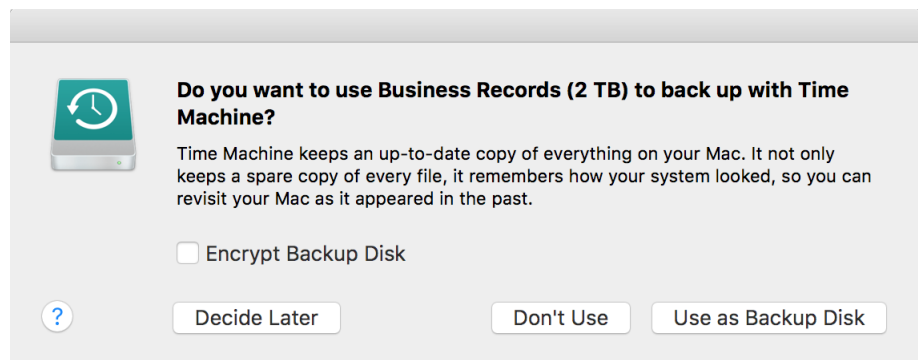 Do you want to use Business Records (2 TB) to back up with Time
Machine?
Time Machine keeps an up-to-date copy of everything on your Mac. It not only
keeps a spare copy of every file, it remembers how your system looked, so you can
revisit your Mac as it appeared in the past.
Encrypt Backup Disk
? Decide Later Don't Use Use as Backup Disk